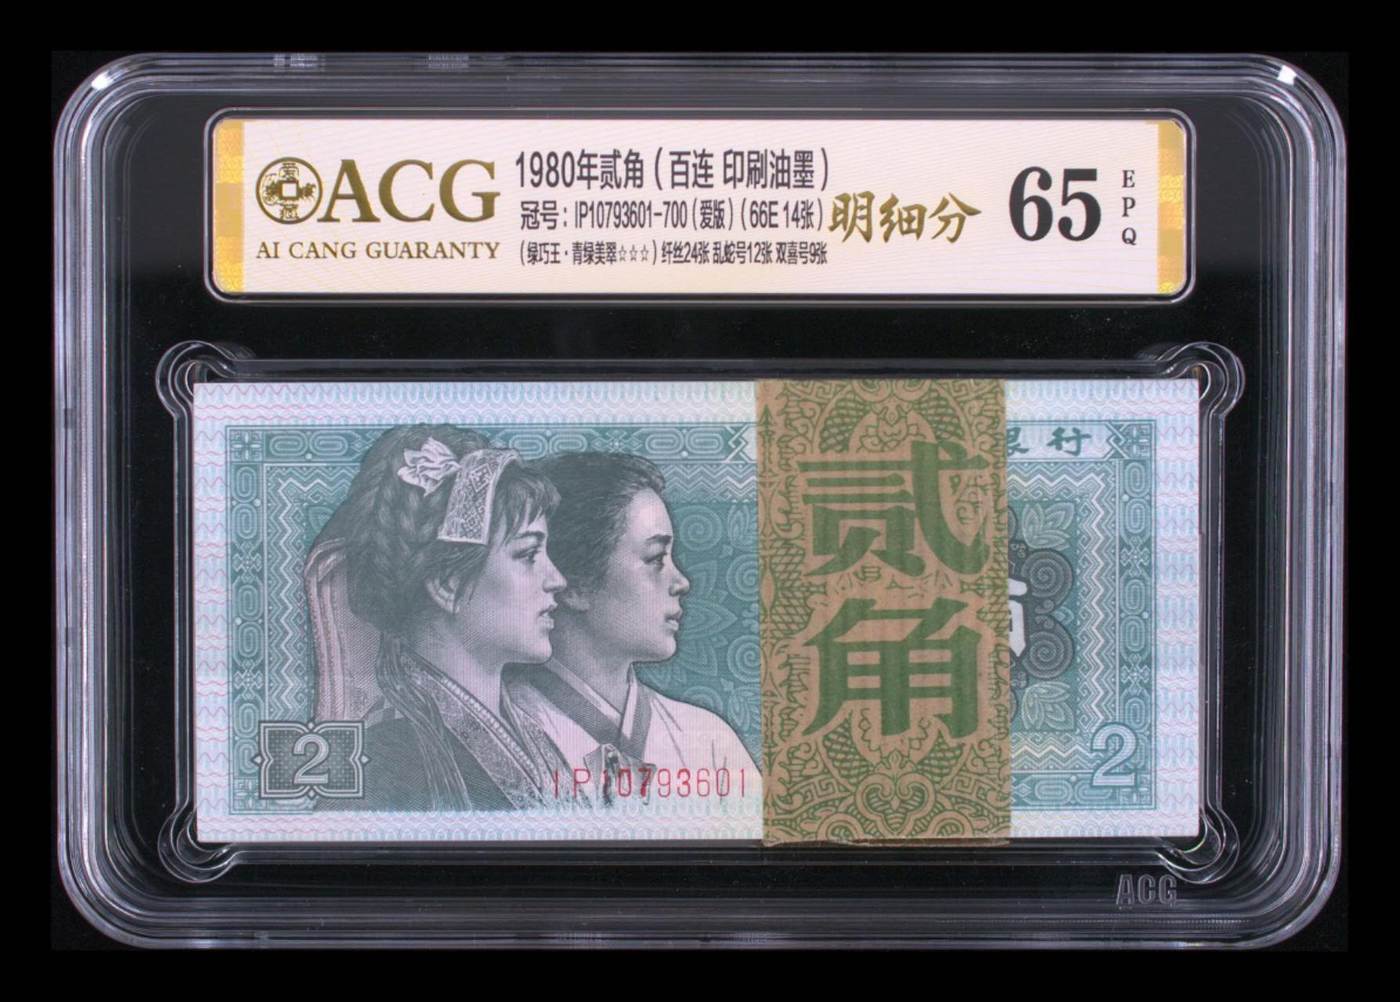 ACG
AI CANG GUARANTY
1980年贰角(百连 印刷油墨)
冠号:IP10793601-700(爱版)(66E 14张)
(绿巧王·青绿美翠☆☆☆)纤丝24张 乱蛇号12张 双喜号9张
明细分
65
EPQ
银行
贰角
2
2
IP10793601
ACG